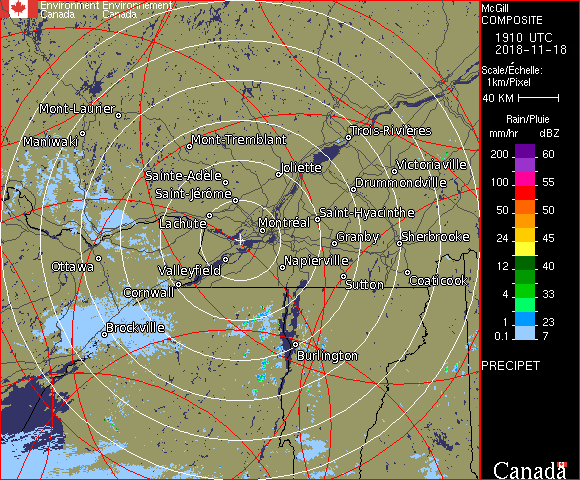 Environment Environnement
Canada Canada
McGill
COMPOSITE
1910 UTC
2018-11-18
Scale/Échelle:
1km/Pixel
40 KM
Rain/Pluie
mm/hr dBZ
200 60
100 55
50 50
24 45
12 40
4 33
1 23
0.1 7
PRECIPET
Mont-Laurier
Maniwaki
Mont-Tremblant
Trois-Rivières
Sainte-Adèle
Joliette
Victoriaville
Saint-Jérôme
Drummondville
Lachute
Montréal
Saint-Hyacinthe
Granby
Sherbrooke
Ottawa
Valleyfield
Napierville
Cornwall
Sutton
Coaticook
Brockville
Burlington
Canada